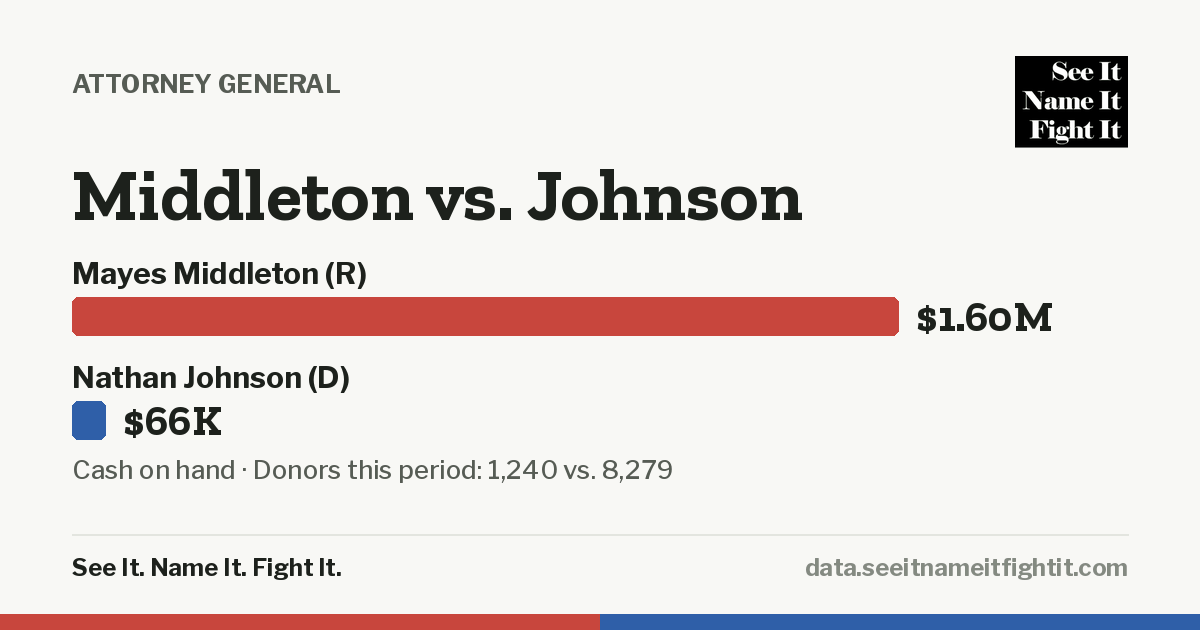 ATTORNEY GENERAL
See It
Name It
Fight It
Middleton vs. Johnson
Mayes Middleton (R)
$1.60M
Nathan Johnson (D)
$66K
Cash on hand · Donors this period: 1,240 vs. 8,279
See It. Name It. Fight It.
data.seeitnameitfightit.com